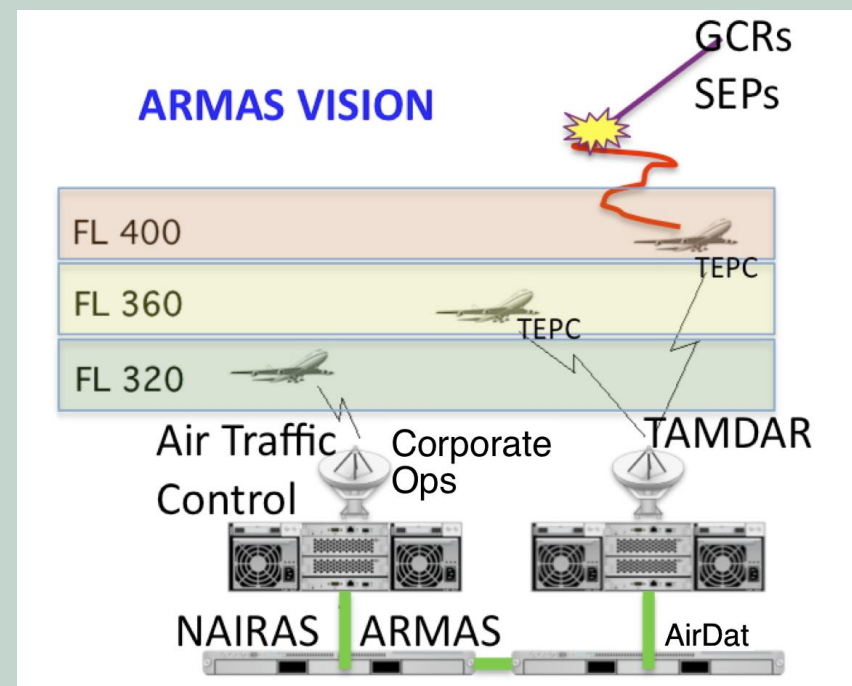 GCRs
SEPs
ARMAS VISION
FL 400
TEPC
FL 360
TEPC
FL 320
Air Traffic
Control
Corporate
Ops
TAMDAR
NAIRAS
ARMAS
AirDat